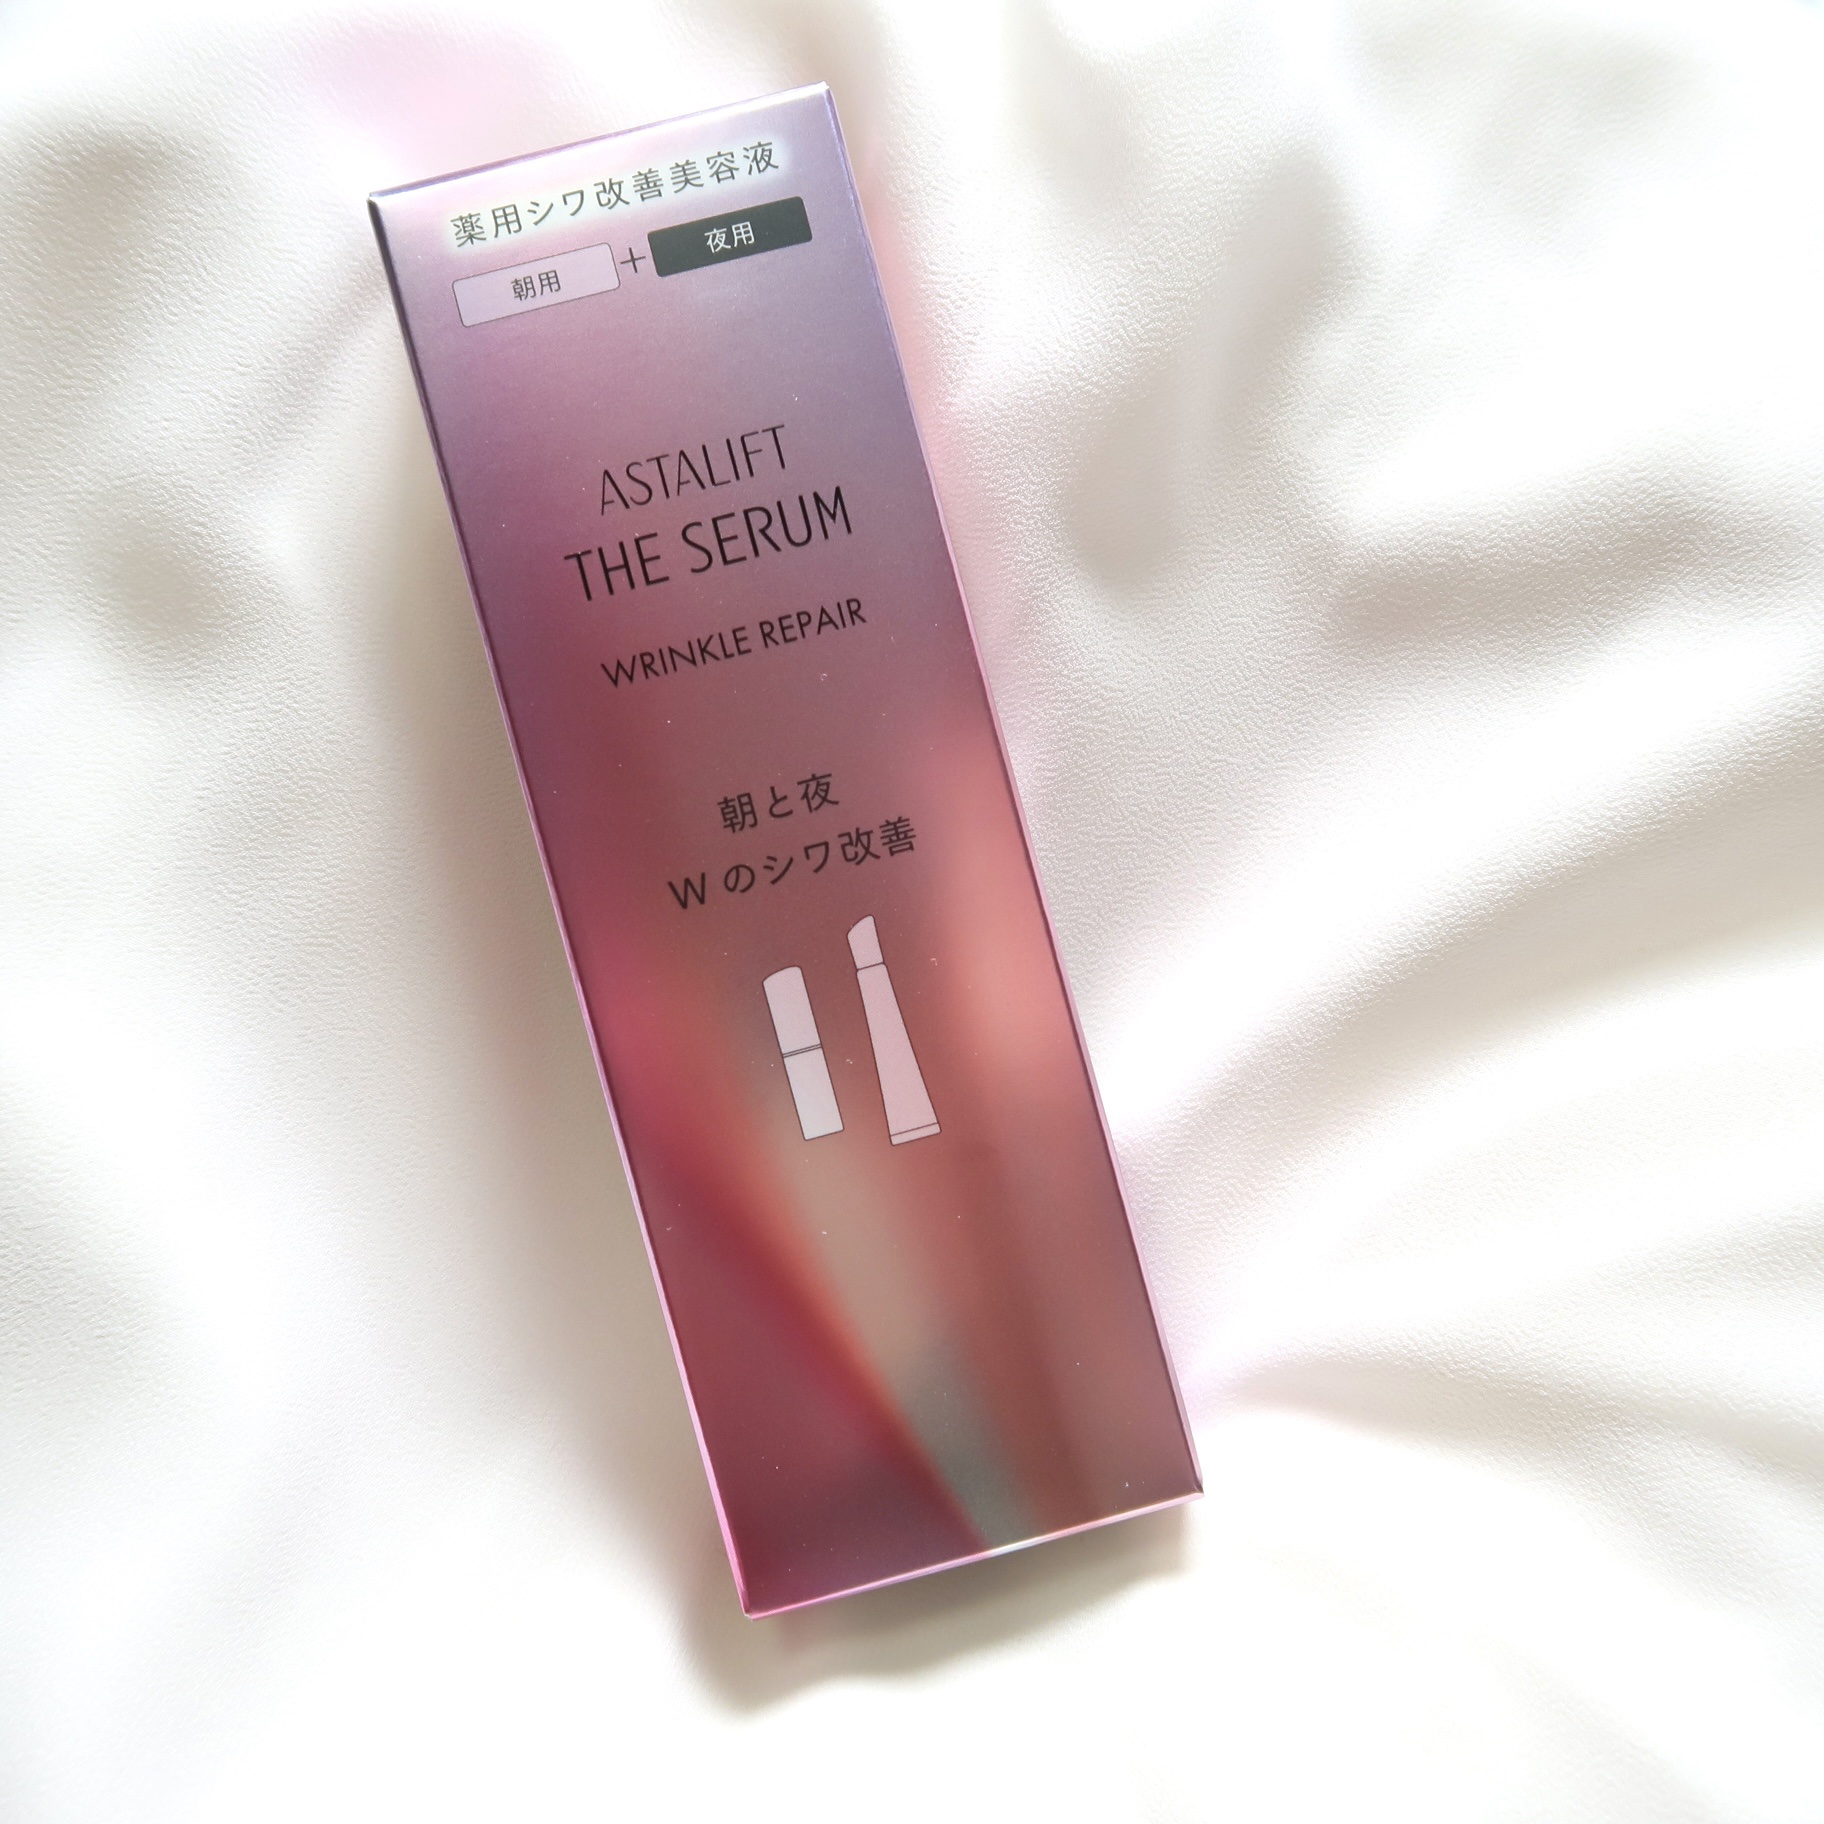 薬用シワ改善美容液
朝用 + 夜用
ASTALIFT
THE SERUM
WRINKLE REPAIR
朝と夜
W のシワ改善